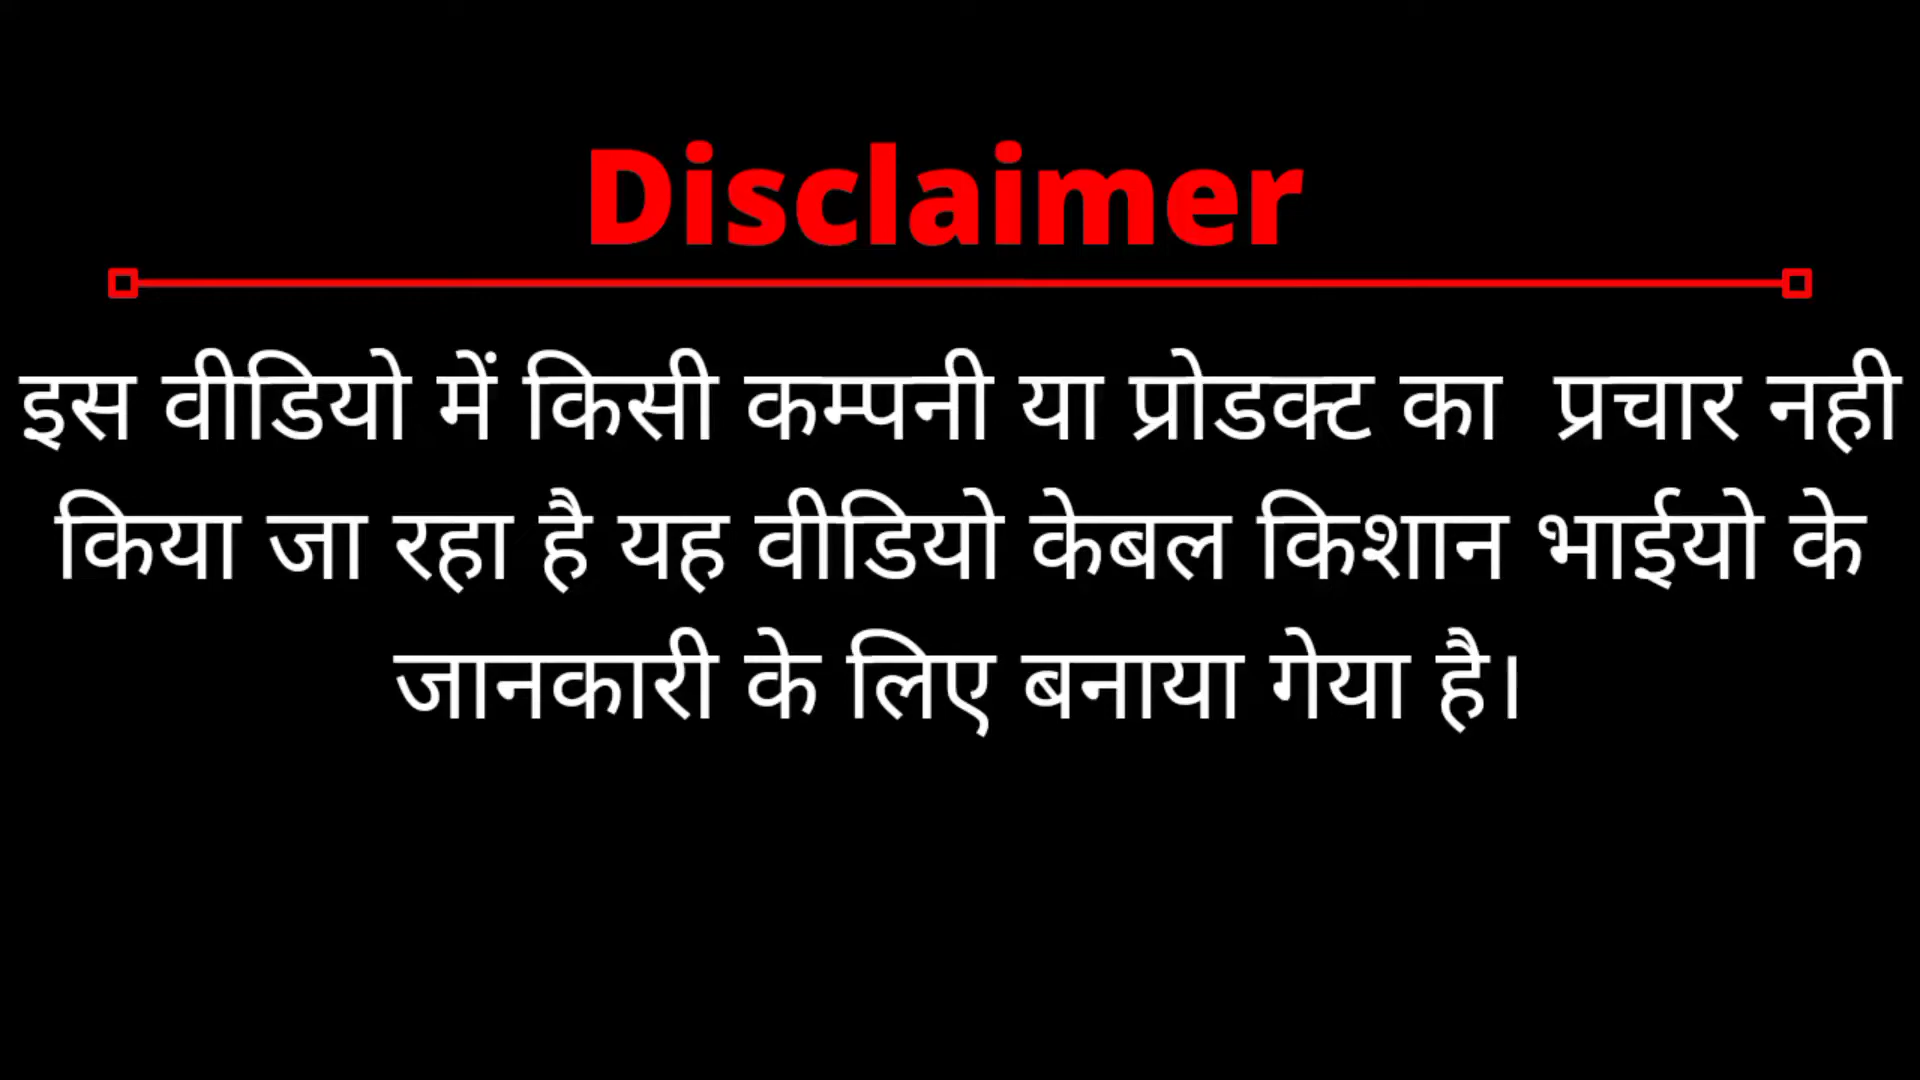 Disclaimer
इस वीडियो में किसी कम्पनी या प्रोडक्ट का प्रचार नही
किया जा रहा है यह वीडियो केबल किशान भाईयो के
जानकारी के लिए बनाया गेया है।